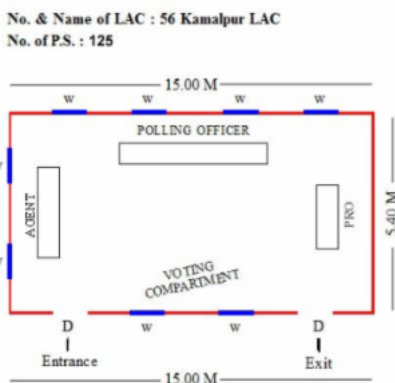 No. & Name of LAC : 56 Kamalpur LAC
No. of P.S. : 125
15.00 M
W W W W
POLLING OFFICER
AGENT
PRO
5.40 M
VOTING
COMPARTMENT
D W W D
Entrance
Exit
15.00 M